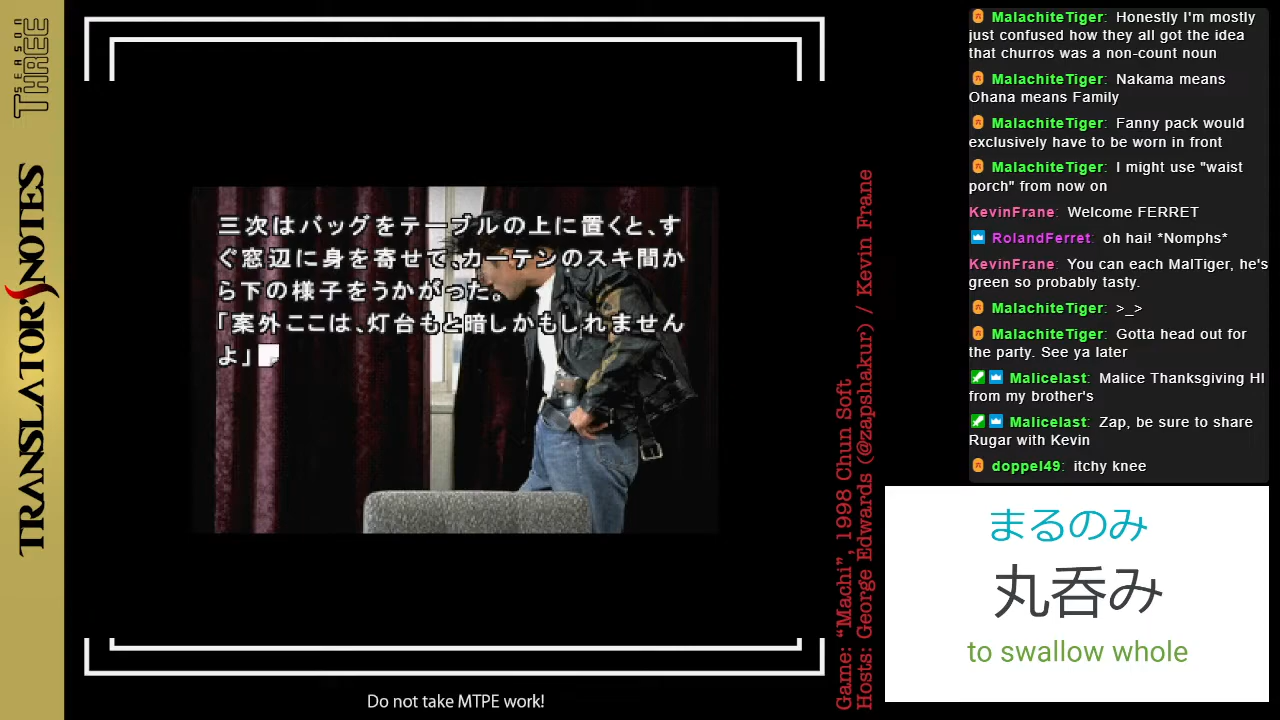 SEASON
THREE
TRANSLATOR'S NOTES
三次はバッグをテーブルの上に置くと、す
ぐ窓辺に身を寄せて、カーテンのスキ間か
ら下の様子をうかがった。
「案外ここは、灯台もと暗しかもしれません
よ」
Game: "Machi", 1998 Chun Soft
Hosts: George Edwards (@zapshakur) / Kevin Frane
MalachiteTiger: Honestly I'm mostly
just confused how they all got the idea
that churros was a non-count noun
MalachiteTiger: Nakama means
Ohana means Family
MalachiteTiger: Fanny pack would
exclusively have to be worn in front
MalachiteTiger: I might use "waist
porch" from now on
KevinFrane: Welcome FERRET
RolandFerret: oh hai! *Nomphs*
KevinFrane: You can each MalTiger, he's
green so probably tasty.
MalachiteTiger: >_>
MalachiteTiger: Gotta head out for
the party. See ya later
Malicelast: Malice Thanksgiving HI
from my brother's
Malicelast: Zap, be sure to share
Rugar with Kevin
doppel49: itchy knee
まるのみ
丸呑み
to swallow whole
Do not take MTPE work!